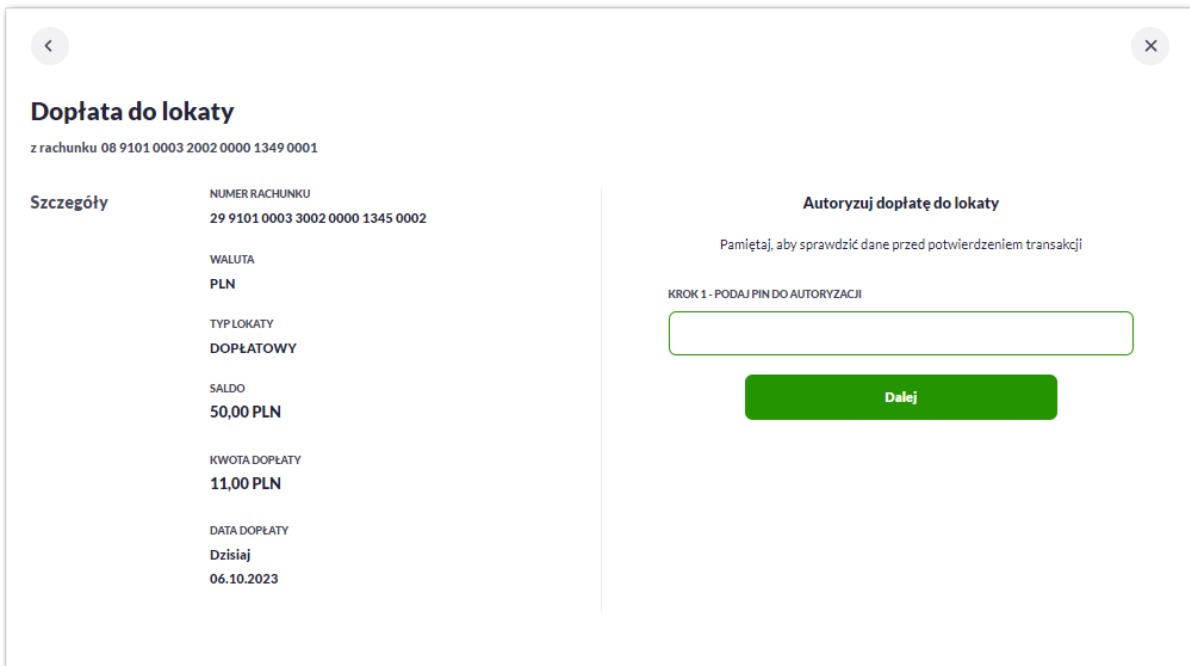 Dopłata do lokaty
z rachunku 08 9101 0003 2002 0000 1349 0001
Szczegóły
NUMER RACHUNKU
29 9101 0003 3002 0000 1345 0002
WALUTA
PLN
TYP LOKATY
DOPŁATOWY
SALDO
50,00 PLN
KWOTA DOPŁATY
11,00 PLN
DATA DOPŁATY
Dzisiaj
06.10.2023
Autoryzuj dopłatę do lokaty
Pamiętaj, aby sprawdzić dane przed potwierdzeniem transakcji
KROK 1 - PODAJ PIN DO AUTORYZACJI
Dalej